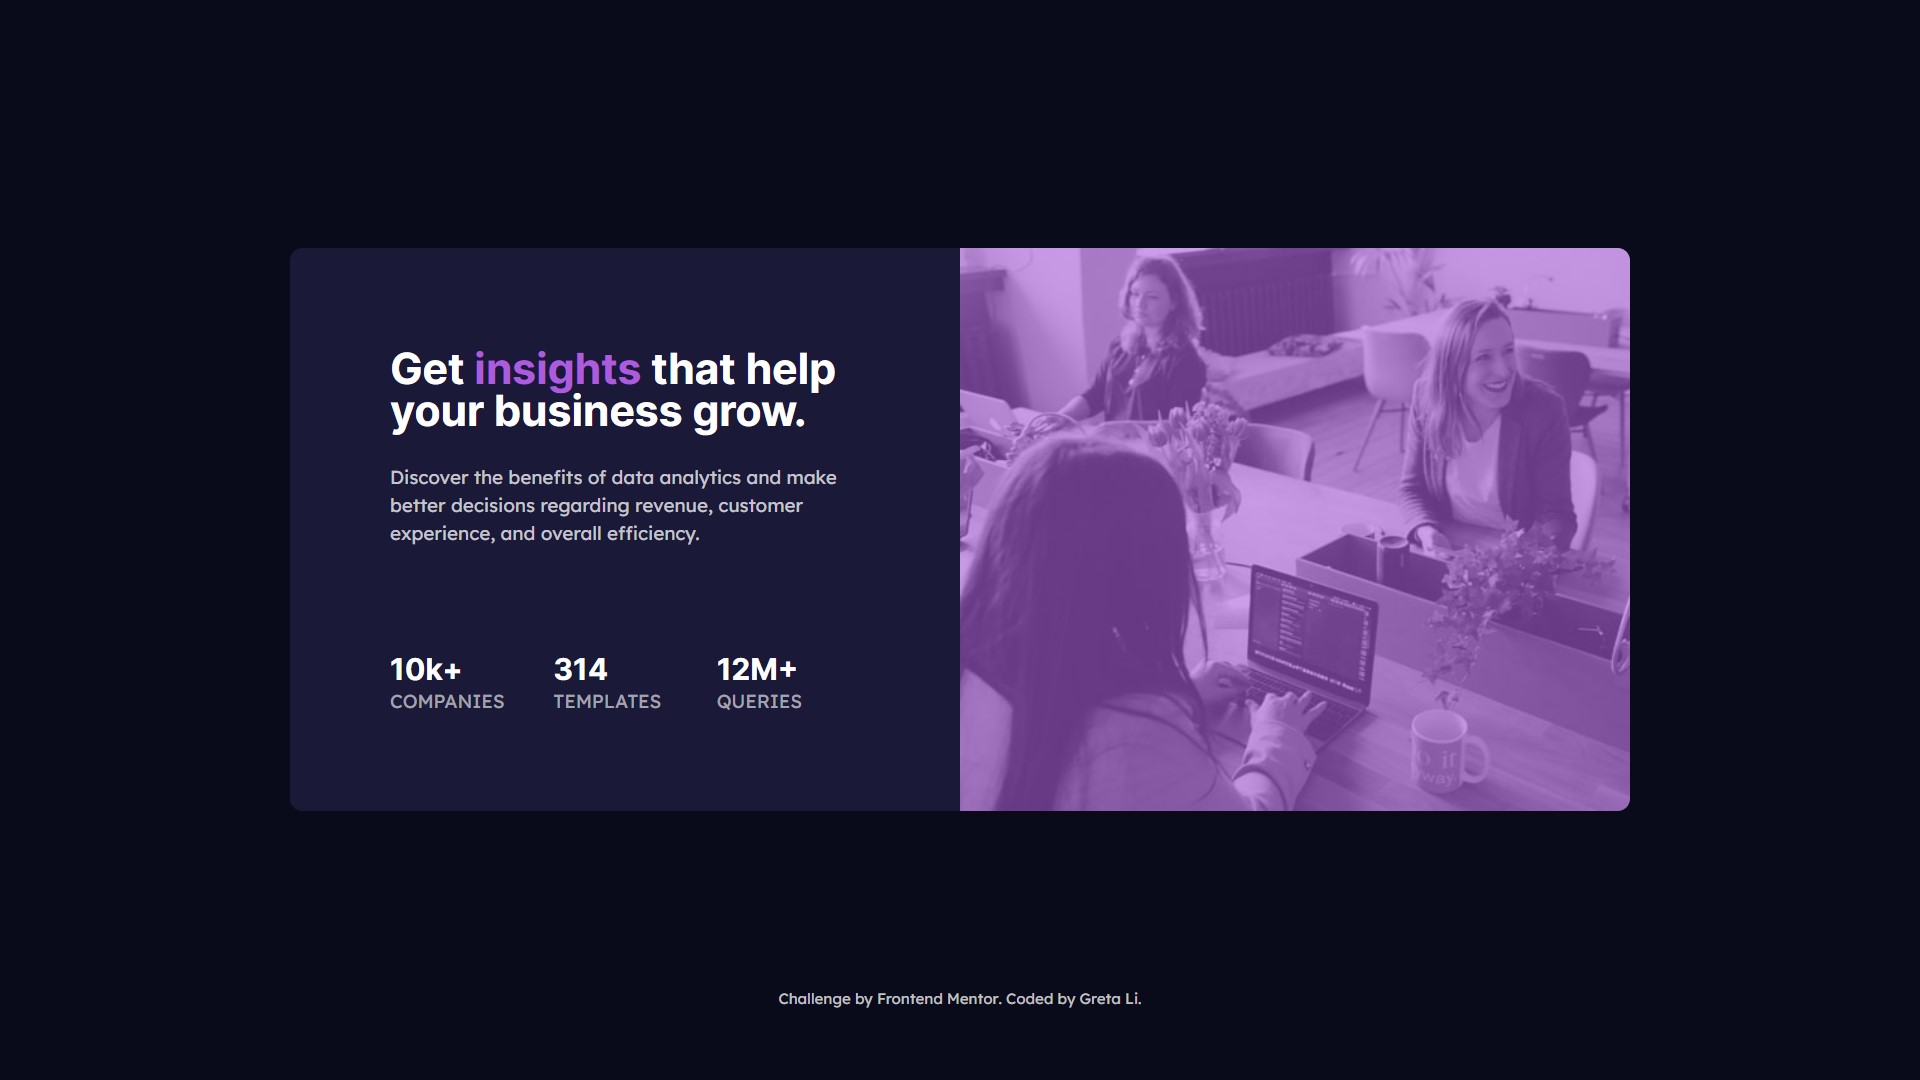 Get insights that help
your business grow.
Discover the benefits of data analytics and make
better decisions regarding revenue, customer
experience, and overall efficiency.
10k+ 314 12M+
COMPANIES TEMPLATES QUERIES
o it
way
Challenge by Frontend Mentor. Coded by Greta Li.